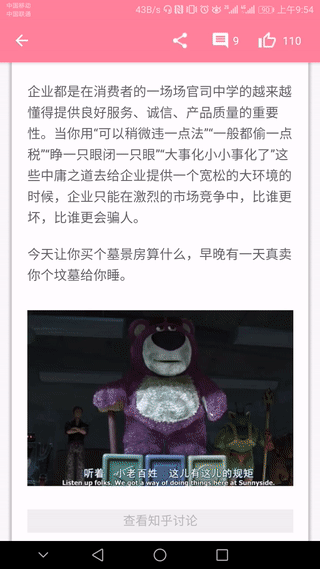 中国移动
中国联通
43B/s
上午9:54
9
110
企业都是在消费者的一场场官司中学的越来越
懂得提供良好服务、诚信、产品质量的重要
性。当你用“可以稍微违一点法”“一般都偷一点
税”“睁一只眼闭一只眼”“大事化小小事化了”这
些中庸之道去给企业提供一个宽松的大环境的
时候，企业只能在激烈的市场竞争中，比谁更
坏，比谁更会骗人。
今天让你买个墓景房算什么，早晚有一天真卖
你个坟墓给你睡。
听着 小老百姓 这儿有这儿的规矩
Listen up folks. We got a way of doing things here at Sunnyside.
查看知乎讨论